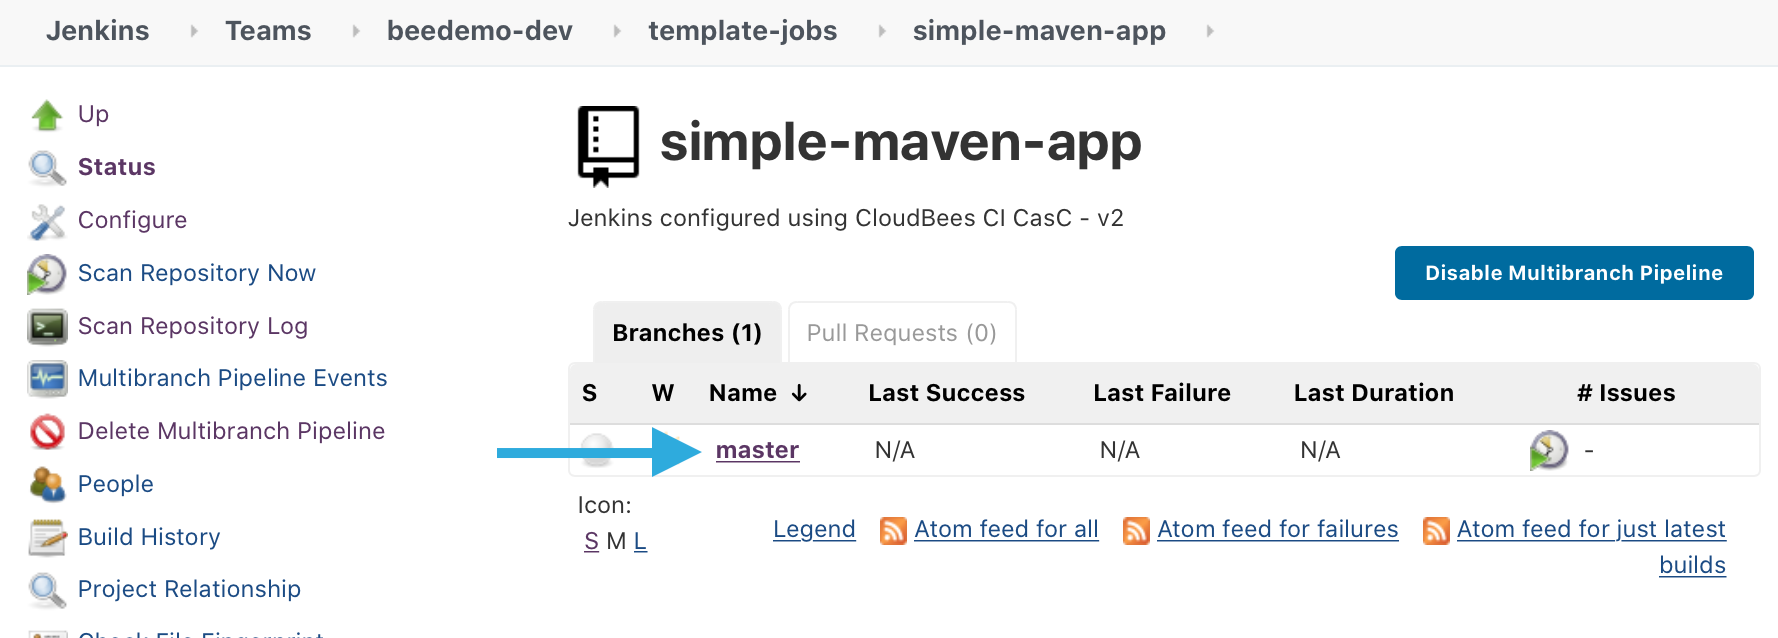 Jenkins Teams beedemo-dev template-jobs simple-maven-app
Up
Status
Configure
Scan Repository Now
Scan Repository Log
Multibranch Pipeline Events
Delete Multibranch Pipeline
People
Build History
Project Relationship
Check File Fingerprint
simple-maven-app
Jenkins configured using CloudBees CI CasC - v2
Disable Multibranch Pipeline
Branches (1) Pull Requests (0)
S W Name ↓ Last Success Last Failure Last Duration # Issues
master N/A N/A N/A -
Icon:
S M L
Legend Atom feed for all Atom feed for failures Atom feed for just latest
builds